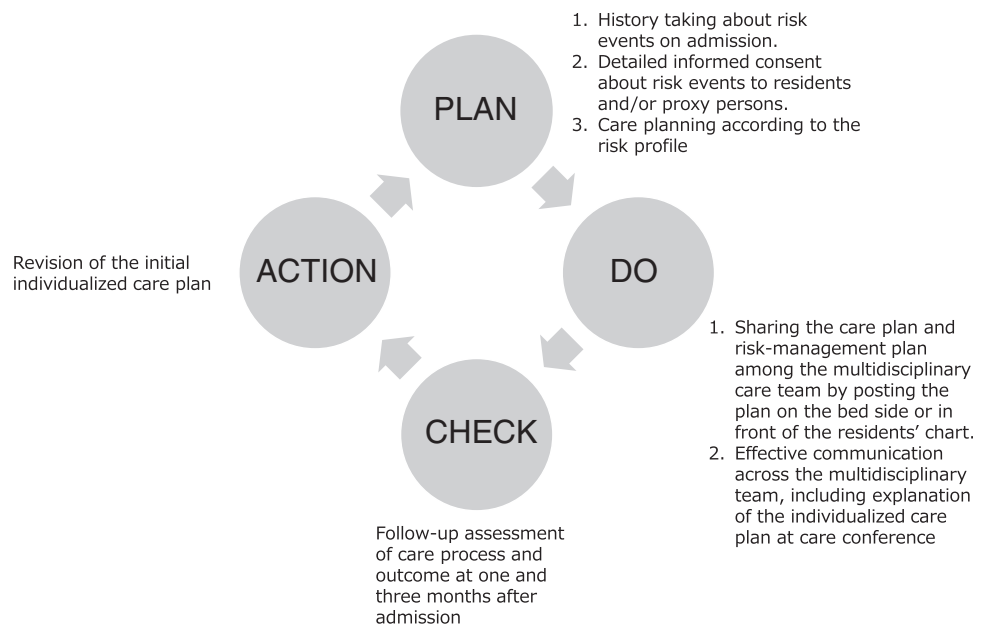 PLAN
1. History taking about risk
events on admission.
2. Detailed informed consent
about risk events to residents
and/or proxy persons.
3. Care planning according to the
risk profile
DO
1. Sharing the care plan and
risk-management plan
among the multidisciplinary
care team by posting the
plan on the bed side or in
front of the residents’ chart.
2. Effective communication
across the multidisciplinary
team, including explanation
of the individualized care
plan at care conference
CHECK
Follow-up assessment
of care process and
outcome at one and
three months after
admission
ACTION
Revision of the initial
individualized care plan